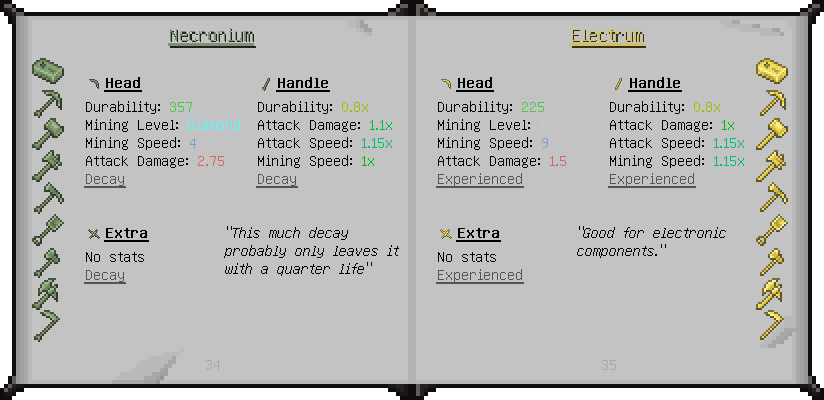 Necronium
Head
Durability: 357
Mining Level: Diamond
Mining Speed: 4
Attack Damage: 2.75
Decay
Handle
Durability: 0.8x
Attack Damage: 1.1x
Attack Speed: 1.15x
Mining Speed: 1x
Decay
Extra
No stats
Decay
"This much decay
probably only leaves it
with a quarter life"
34
Electrum
Head
Durability: 225
Mining Level:
Mining Speed: 9
Attack Damage: 1.5
Experienced
Handle
Durability: 0.8x
Attack Damage: 1x
Attack Speed: 1.15x
Mining Speed: 1.15x
Experienced
Extra
No stats
Experienced
"Good for electronic
components."
35